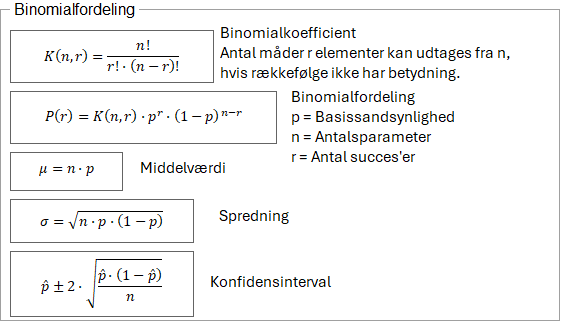 Binomialfordeling
K(n,r) = n! / (r! · (n − r)!)
Binomialkoefficient
Antal måder r elementer kan udtages fra n,
hvis rækkefølge ikke har betydning.
P(r) = K(n,r) · p^r · (1 − p)^(n−r)
Binomialfordeling
p = Basissandsynlighed
n = Antalsparameter
r = Antal succes'er
μ = n · p
Middelværdi
σ = √(n · p · (1 − p))
Spredning
p̂ ± 2 · √(p̂ · (1 − p̂) / n)
Konfidensinterval